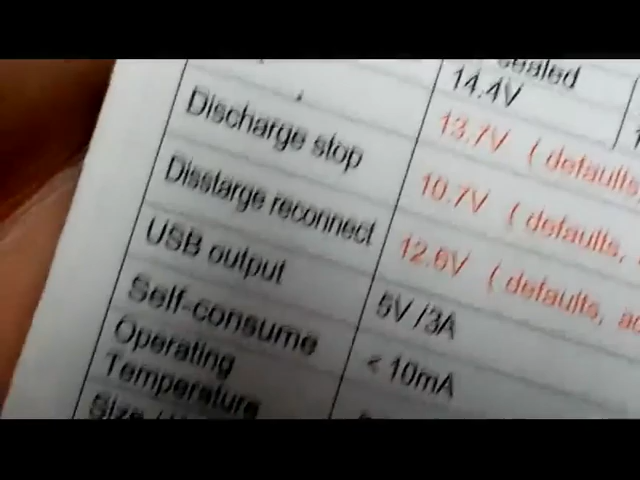 sealed
14.4V
13.7V ( defaults,
Discharge stop 10.7V ( defaults,
Disstarge reconnect 12.6V ( defaults,
USB output 5V /3A
Self-consume < 10mA
Operating
Temperature
Size /